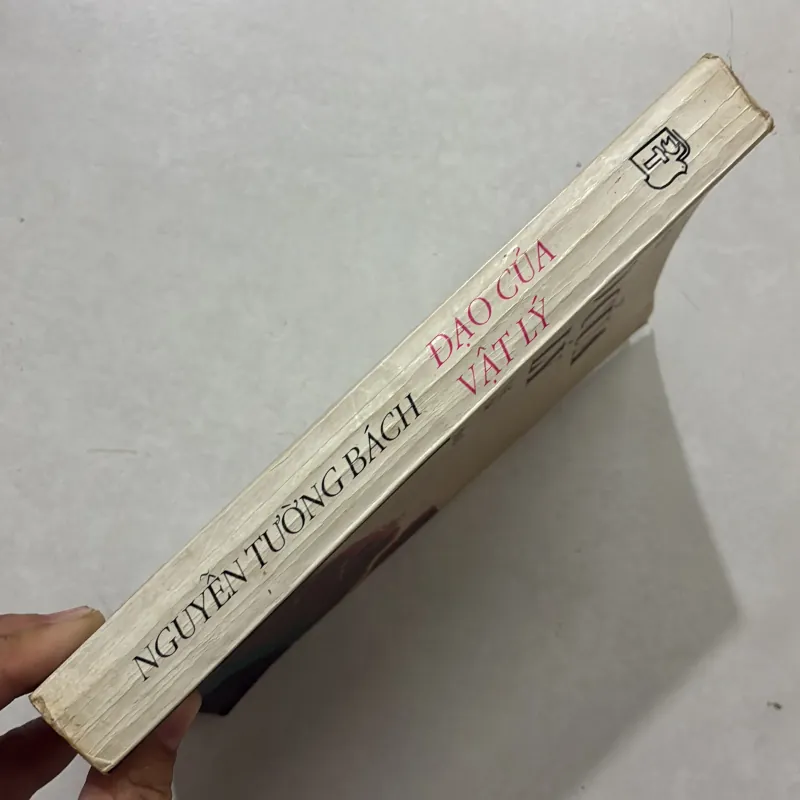 NGUYỄN TƯỜNG BÁCH
ĐẠO CỦA
VẬT LÝ
T